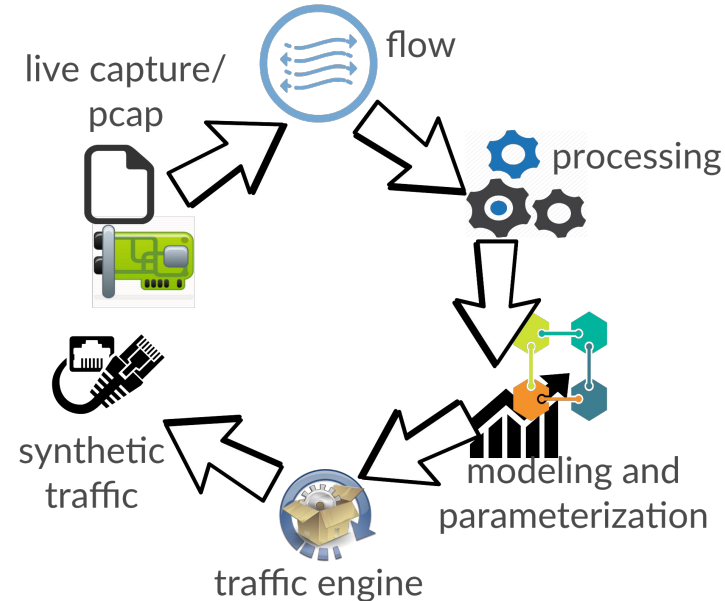 flow
live capture/
pcap
processing
modeling and
parameterization
traffic engine
synthetic
traffic